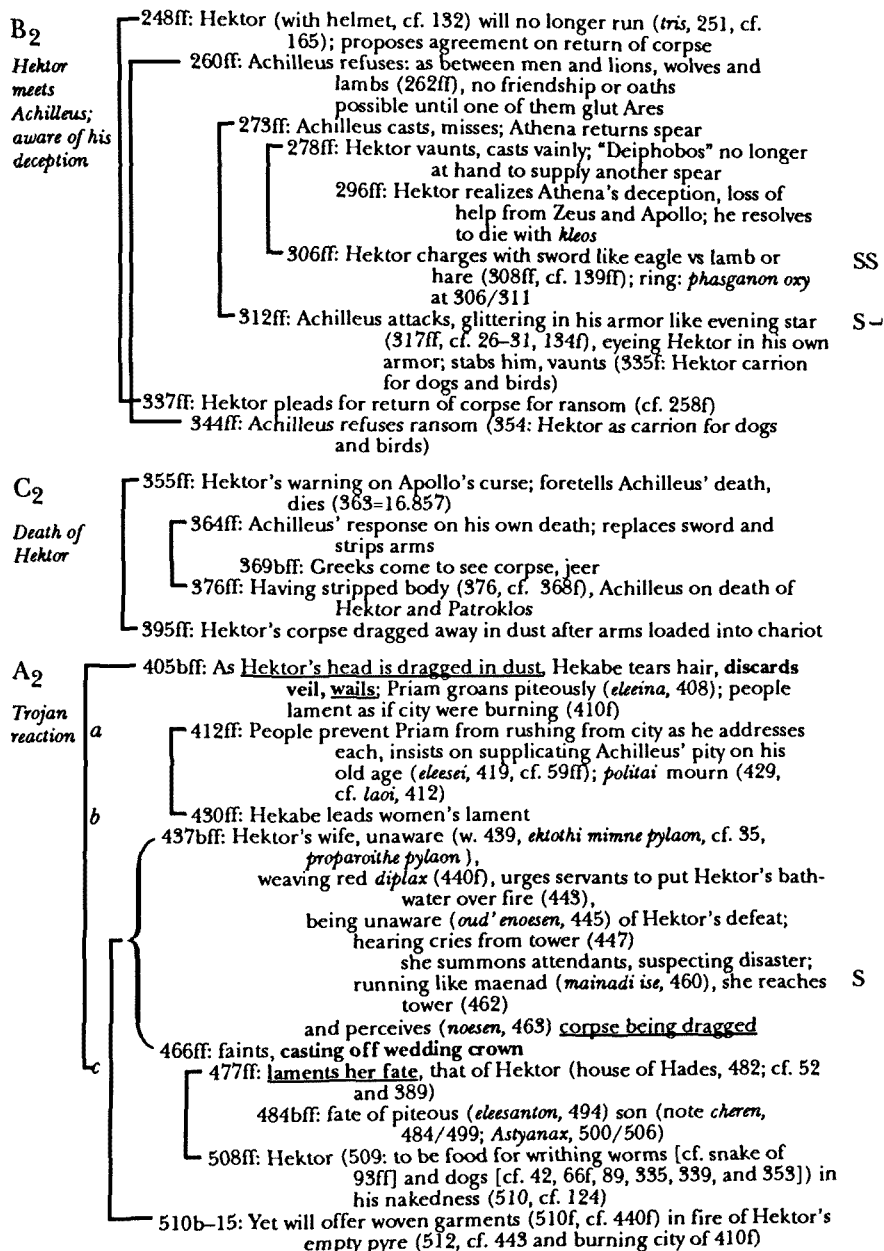 B2
Hektor
meets
Achilleus;
aware of his
deception
248ff: Hektor (with helmet, cf. 132) will no longer run (tris, 251, cf.
165); proposes agreement on return of corpse
260ff: Achilleus refuses: as between men and lions, wolves and
lambs (262ff), no friendship or oaths
possible until one of them glut Ares
273ff: Achilleus casts, misses; Athena returns spear
278ff: Hektor vaunts, casts vainly; "Deiphobos" no longer
at hand to supply another spear
296ff: Hektor realizes Athena's deception, loss of
help from Zeus and Apollo; he resolves
to die with kleos
306ff: Hektor charges with sword like eagle vs lamb or SS
hare (308ff, cf. 139ff); ring: phasganon oxy
at 306/311
312ff: Achilleus attacks, glittering in his armor like evening star S
(317ff, cf. 26–31, 134f), eyeing Hektor in his own
armor; stabs him, vaunts (335f: Hektor carrion
for dogs and birds)
337ff: Hektor pleads for return of corpse for ransom (cf. 258f)
344ff: Achilleus refuses ransom (354: Hektor as carrion for dogs
and birds)
C2
Death of
Hektor
355ff: Hektor's warning on Apollo's curse; foretells Achilleus' death,
dies (363=16.857)
364ff: Achilleus' response on his own death; replaces sword and
strips arms
369bff: Greeks come to see corpse, jeer
376ff: Having stripped body (376, cf. 368f), Achilleus on death of
Hektor and Patroklos
395ff: Hektor's corpse dragged away in dust after arms loaded into chariot
A2
Trojan
reaction
405bff: As Hektor's head is dragged in dust, Hekabe tears hair, discards
veil, wails; Priam groans piteously (eleeina, 408); people
lament as if city were burning (410f)
a 412ff: People prevent Priam from rushing from city as he addresses
each, insists on supplicating Achilleus' pity on his
old age (eleesei, 419, cf. 59ff); politai mourn (429,
cf. laoi, 412)
b 430ff: Hekabe leads women's lament
437bff: Hektor's wife, unaware (w. 439, ektothi mimne pylaon, cf. 35,
proparoithe pylaon),
weaving red diplax (440f), urges servants to put Hektor's bath-
water over fire (443),
being unaware (oud' enoesen, 445) of Hektor's defeat;
hearing cries from tower (447)
she summons attendants, suspecting disaster;
running like maenad (mainadi ise, 460), she reaches S
tower (462)
and perceives (noesen, 463) corpse being dragged
466ff: faints, casting off wedding crown
c 477ff: laments her fate, that of Hektor (house of Hades, 482; cf. 52
and 389)
484bff: fate of piteous (eleesanton, 494) son (note cheren,
484/499; Astyanax, 500/506)
508ff: Hektor (509: to be food for writhing worms [cf. snake of
93ff] and dogs [cf. 42, 66f, 89, 335, 339, and 353]) in
his nakedness (510, cf. 124)
510b–15: Yet will offer woven garments (510f, cf. 440f) in fire of Hektor's
empty pyre (512, cf. 443 and burning city of 410f)